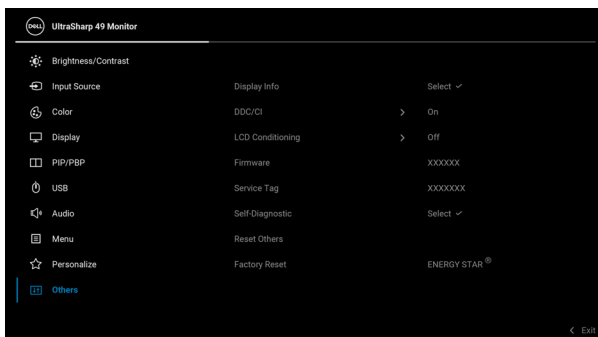 DELL UltraSharp 49 Monitor
Brightness/Contrast
Input Source Display Info Select ✓
Color DDC/CI > On
Display LCD Conditioning > Off
PIP/PBP Firmware XXXXXX
USB Service Tag XXXXXXX
Audio Self-Diagnostic Select ✓
Menu Reset Others
Personalize Factory Reset ENERGY STAR ®
Others
< Exit